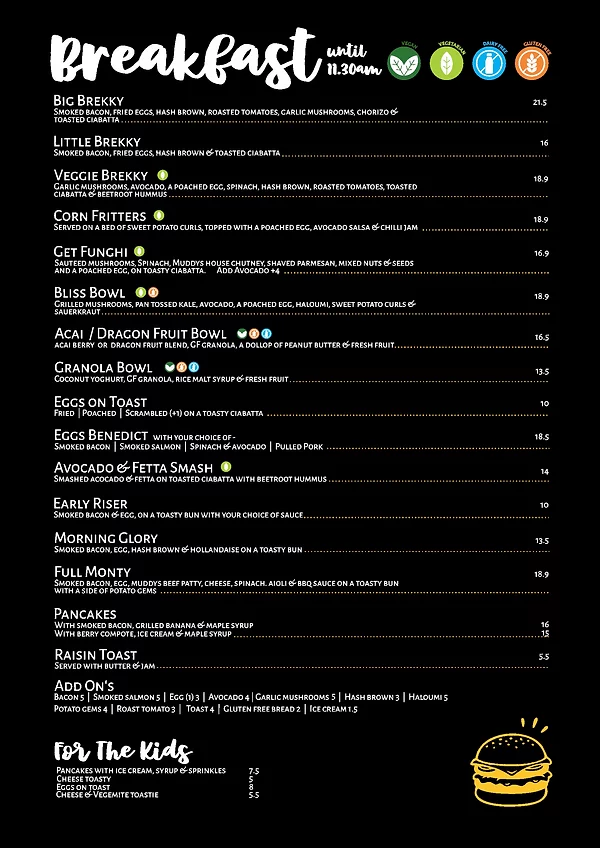 Breakfast until
11.30am
VEGAN VEGETARIAN DAIRY FREE GLUTEN FREE
Big Brekky 21.5
Smoked bacon, fried eggs, hash brown, roasted tomatoes, garlic mushrooms, chorizo &
toasted ciabatta
Little Brekky 16
Smoked bacon, fried eggs, hash brown & toasted ciabatta
Veggie Brekky 18.9
Garlic mushrooms, avocado, a poached egg, spinach, hash brown, roasted tomatoes, toasted
ciabatta & beetroot hummus
Corn Fritters 18.9
Served on a bed of sweet potato curls, topped with a poached egg, avocado salsa & chilli jam
Get Funghi 16.9
Sauteed mushrooms, Spinach, Muddys house chutney, shaved parmesan, mixed nuts & seeds
and a poached egg, on toasty ciabatta. Add Avocado +4
Bliss Bowl 18.9
Grilled mushrooms, pan tossed kale, avocado, a poached egg, haloumi, sweet potato curls &
sauerkraut
Acai / Dragon Fruit Bowl 16.5
acai berry or dragon fruit blend, GF granola, a dollop of peanut butter & fresh fruit
Granola Bowl 13.5
Coconut yoghurt, GF granola, rice malt syrup & fresh fruit
Eggs on Toast 10
Fried | Poached | Scrambled (+1) on a toasty ciabatta
Eggs Benedict with your choice of - 18.5
Smoked bacon | Smoked salmon | Spinach & avocado | Pulled Pork
Avocado & Fetta Smash 14
Smashed acocado & fetta on toasted ciabatta with beetroot hummus
Early Riser 10
Smoked bacon & egg, on a toasty bun with your choice of sauce
Morning Glory 13.5
Smoked bacon, egg, hash brown & hollandaise on a toasty bun
Full Monty 18.9
Smoked bacon, egg, muddys beef patty, cheese, spinach. aioli & bbq sauce on a toasty bun
with a side of potato gems
Pancakes
With smoked bacon, grilled banana & maple syrup 16
With berry compote, ice cream & maple syrup 15
Raisin Toast 5.5
Served with butter & jam
Add On's
Bacon 5 | Smoked salmon 5 | Egg (1) 3 | Avocado 4 | Garlic mushrooms 5 | Hash brown 3 | Haloumi 5
Potato gems 4 | Roast tomato 3 | Toast 4 | Gluten free bread 2 | Ice cream 1.5
For The Kids
Pancakes with ice cream, syrup & sprinkles 7.5
Cheese toasty 5
Eggs on toast 8
Cheese & Vegemite toastie 5.5